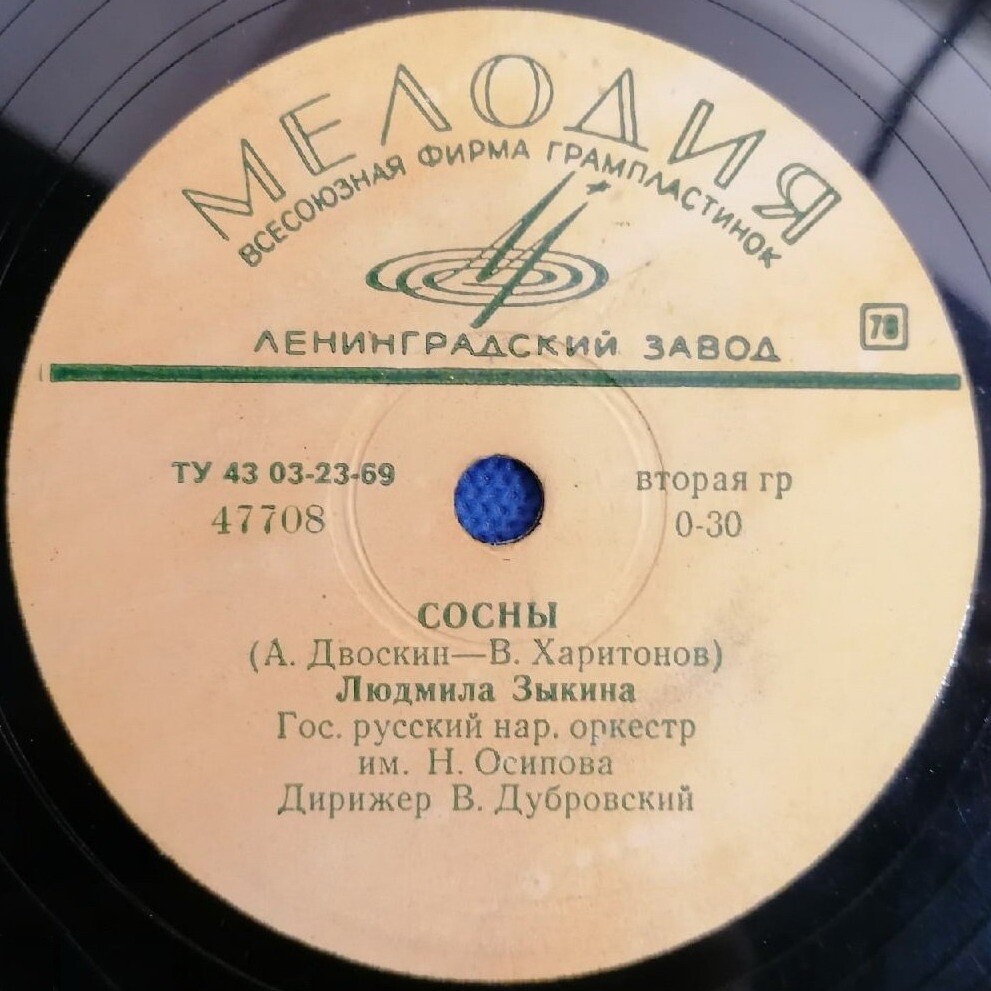 МЕЛОДИЯ
ВСЕСОЮЗНАЯ ФИРМА ГРАМПЛАСТИНОК
ЛЕНИНГРАДСКИЙ ЗАВОД
78
ТУ 43 03-23-69
вторая гр
47708
0-30
СОСНЫ
(А. Двоскин—В. Харитонов)
Людмила Зыкина
Гос. русский нар. оркестр
им. Н. Осипова
Дирижер В. Дубровский